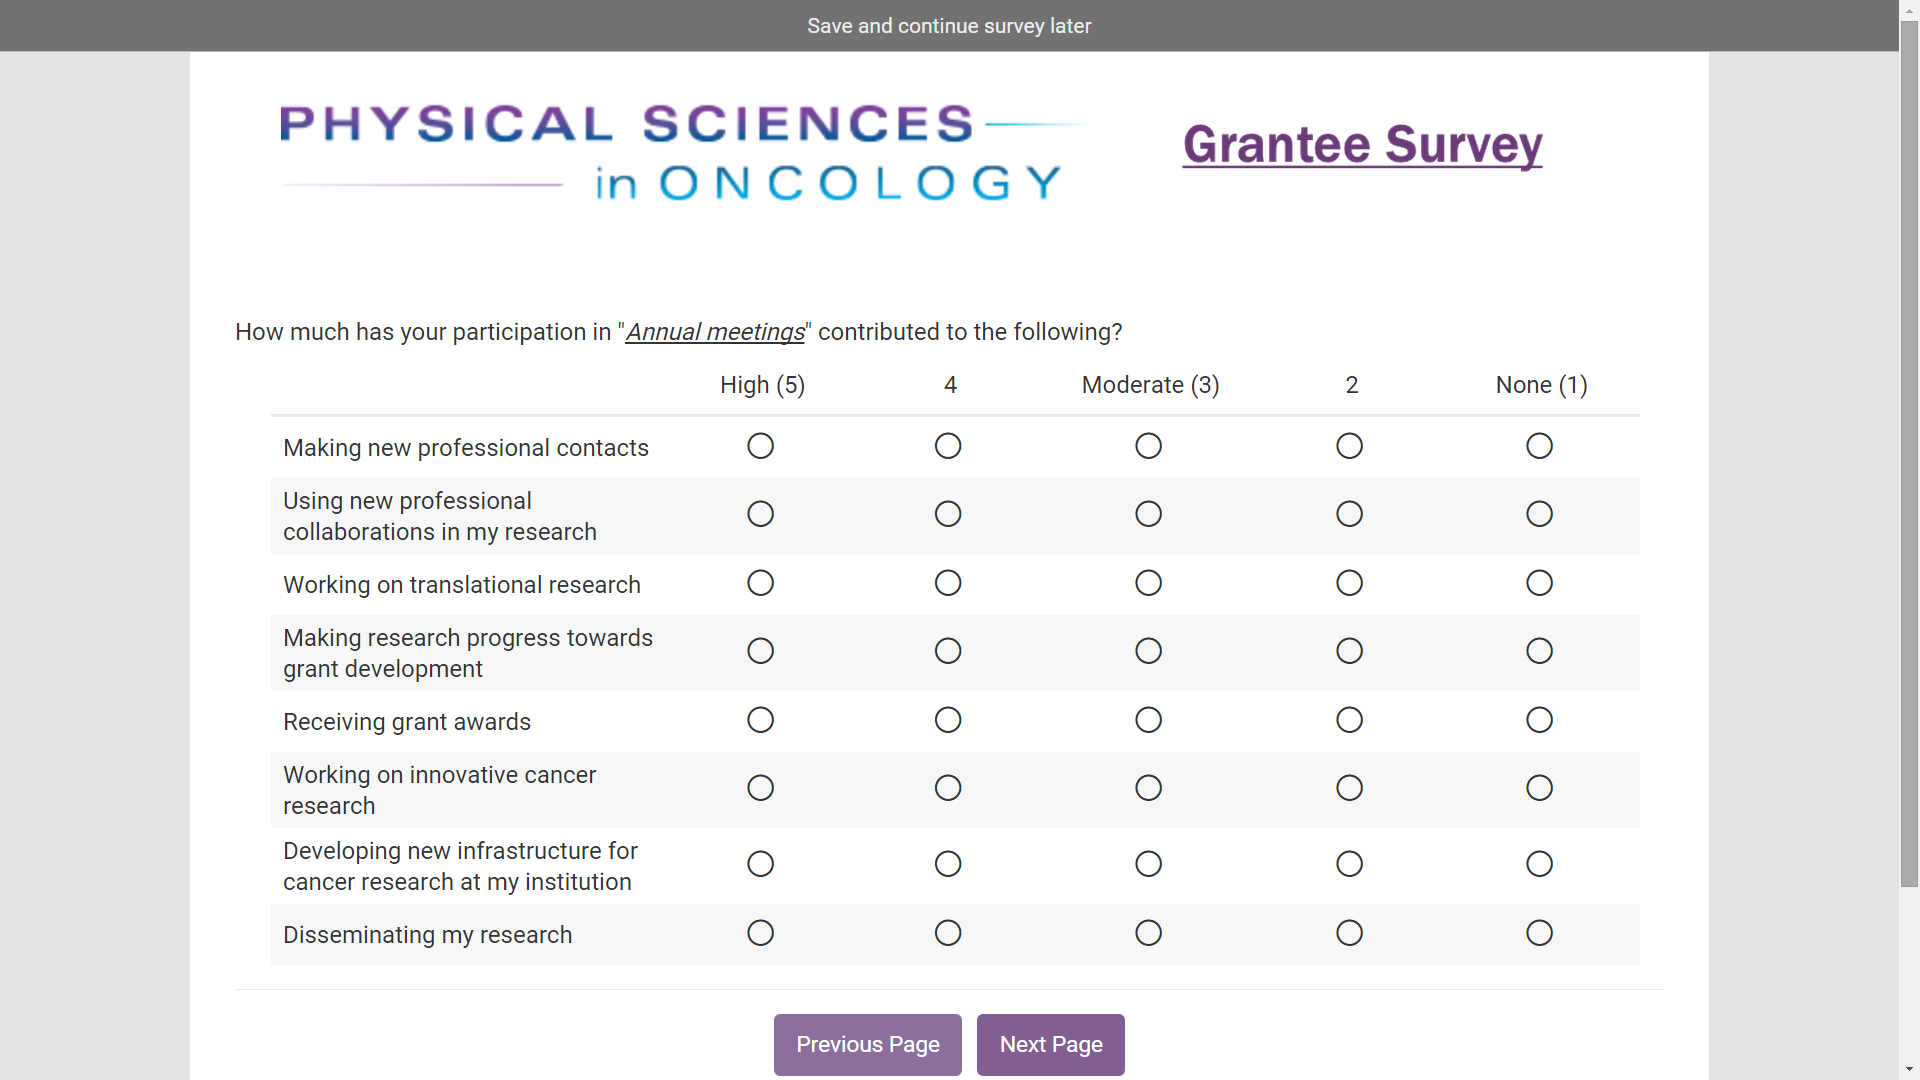 Save and continue survey later
PHYSICAL SCIENCES
in ONCOLOGY
Grantee Survey
How much has your participation in "Annual meetings" contributed to the following?
High (5) 4 Moderate (3) 2 None (1)
Making new professional contacts
Using new professional
collaborations in my research
Working on translational research
Making research progress towards
grant development
Receiving grant awards
Working on innovative cancer
research
Developing new infrastructure for
cancer research at my institution
Disseminating my research
Previous Page Next Page